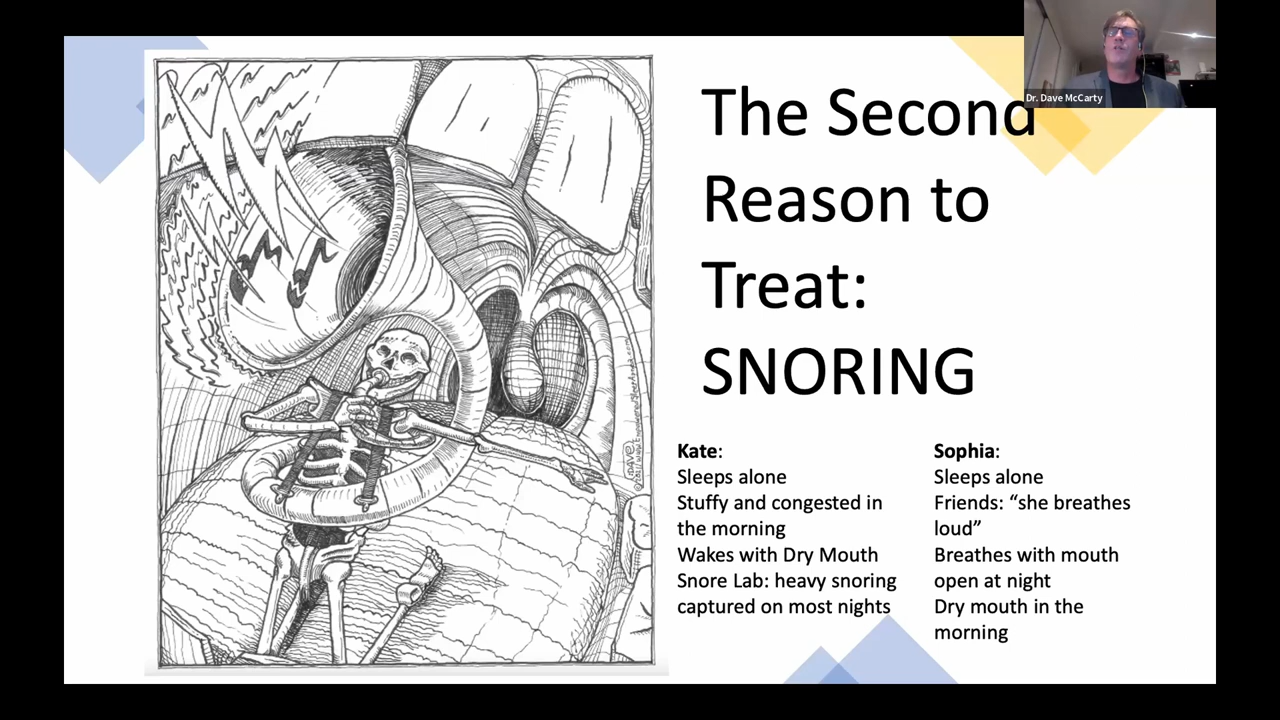 Dr. Dave McCarty
The Second
Reason to
Treat:
SNORING
Kate:
Sleeps alone
Stuffy and congested in
the morning
Wakes with Dry Mouth
Snore Lab: heavy snoring
captured on most nights
Sophia:
Sleeps alone
Friends: “she breathes
loud”
Breathes with mouth
open at night
Dry mouth in the
morning
DAVE